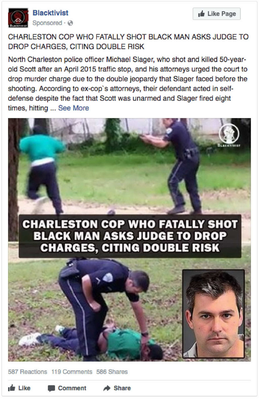 Blacktivist
Sponsored ·
Like Page
CHARLESTON COP WHO FATALLY SHOT BLACK MAN ASKS JUDGE TO
DROP CHARGES, CITING DOUBLE RISK
North Charleston police officer Michael Slager, who shot and killed 50-year-
old Scott after an April 2015 traffic stop, and his attorneys urged the court to
drop murder charge due to the double jeopardy that Slager faced before the
shooting. According to ex-cop`s attorneys, their defendant acted in self-
defense despite the fact that Scott was unarmed and Slager fired eight
times, hitting ... See More
Blacktivist
CHARLESTON COP WHO FATALLY SHOT
BLACK MAN ASKS JUDGE TO DROP
CHARGES, CITING DOUBLE RISK
587 Reactions 119 Comments 586 Shares
Like Comment Share